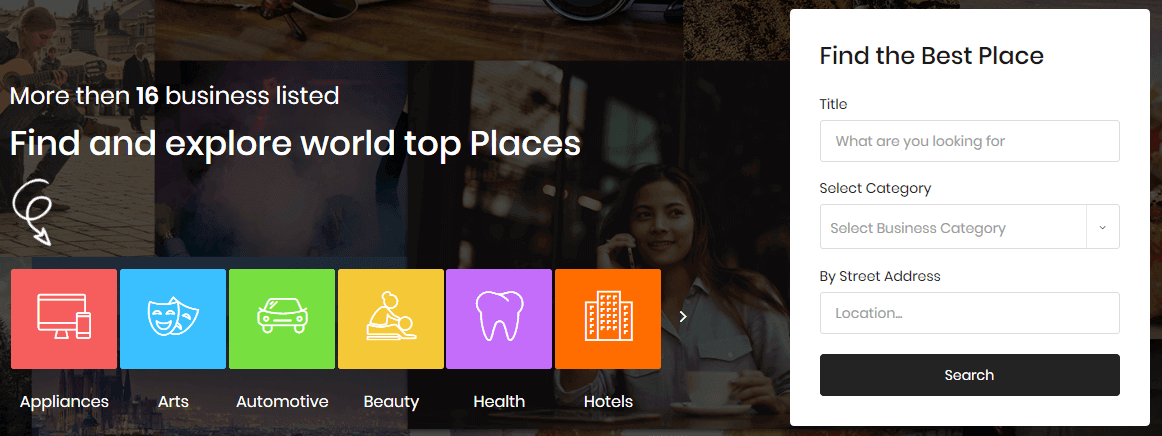 More then 16 business listed
Find and explore world top Places
Appliances
Arts
Automotive
Beauty
Health
Hotels
Find the Best Place
Title
What are you looking for
Select Category
Select Business Category
By Street Address
Location...
Search